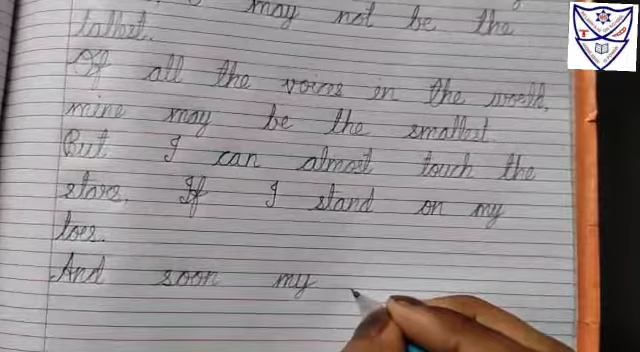 may not be the
tallest.
Of all the voices in the world,
mine may be the smallest.
But I can almost touch the
stars, If I stand on my
toes.
And soon my